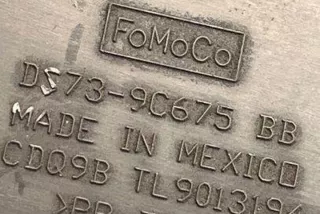 FoMoCo
DS73-9C675 BB
MADE IN MEXICO
CDQ9B TL9013196